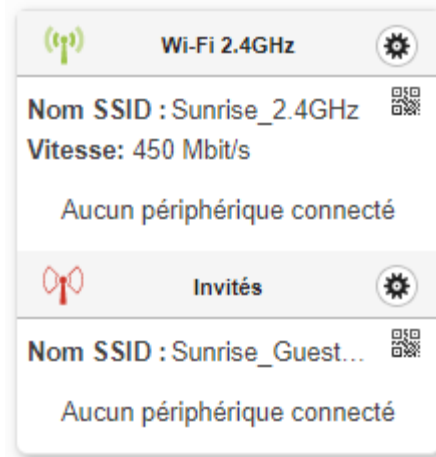 Wi-Fi 2.4GHz
Nom SSID : Sunrise_2.4GHz
Vitesse: 450 Mbit/s
Aucun périphérique connecté
Invités
Nom SSID : Sunrise_Guest...
Aucun périphérique connecté